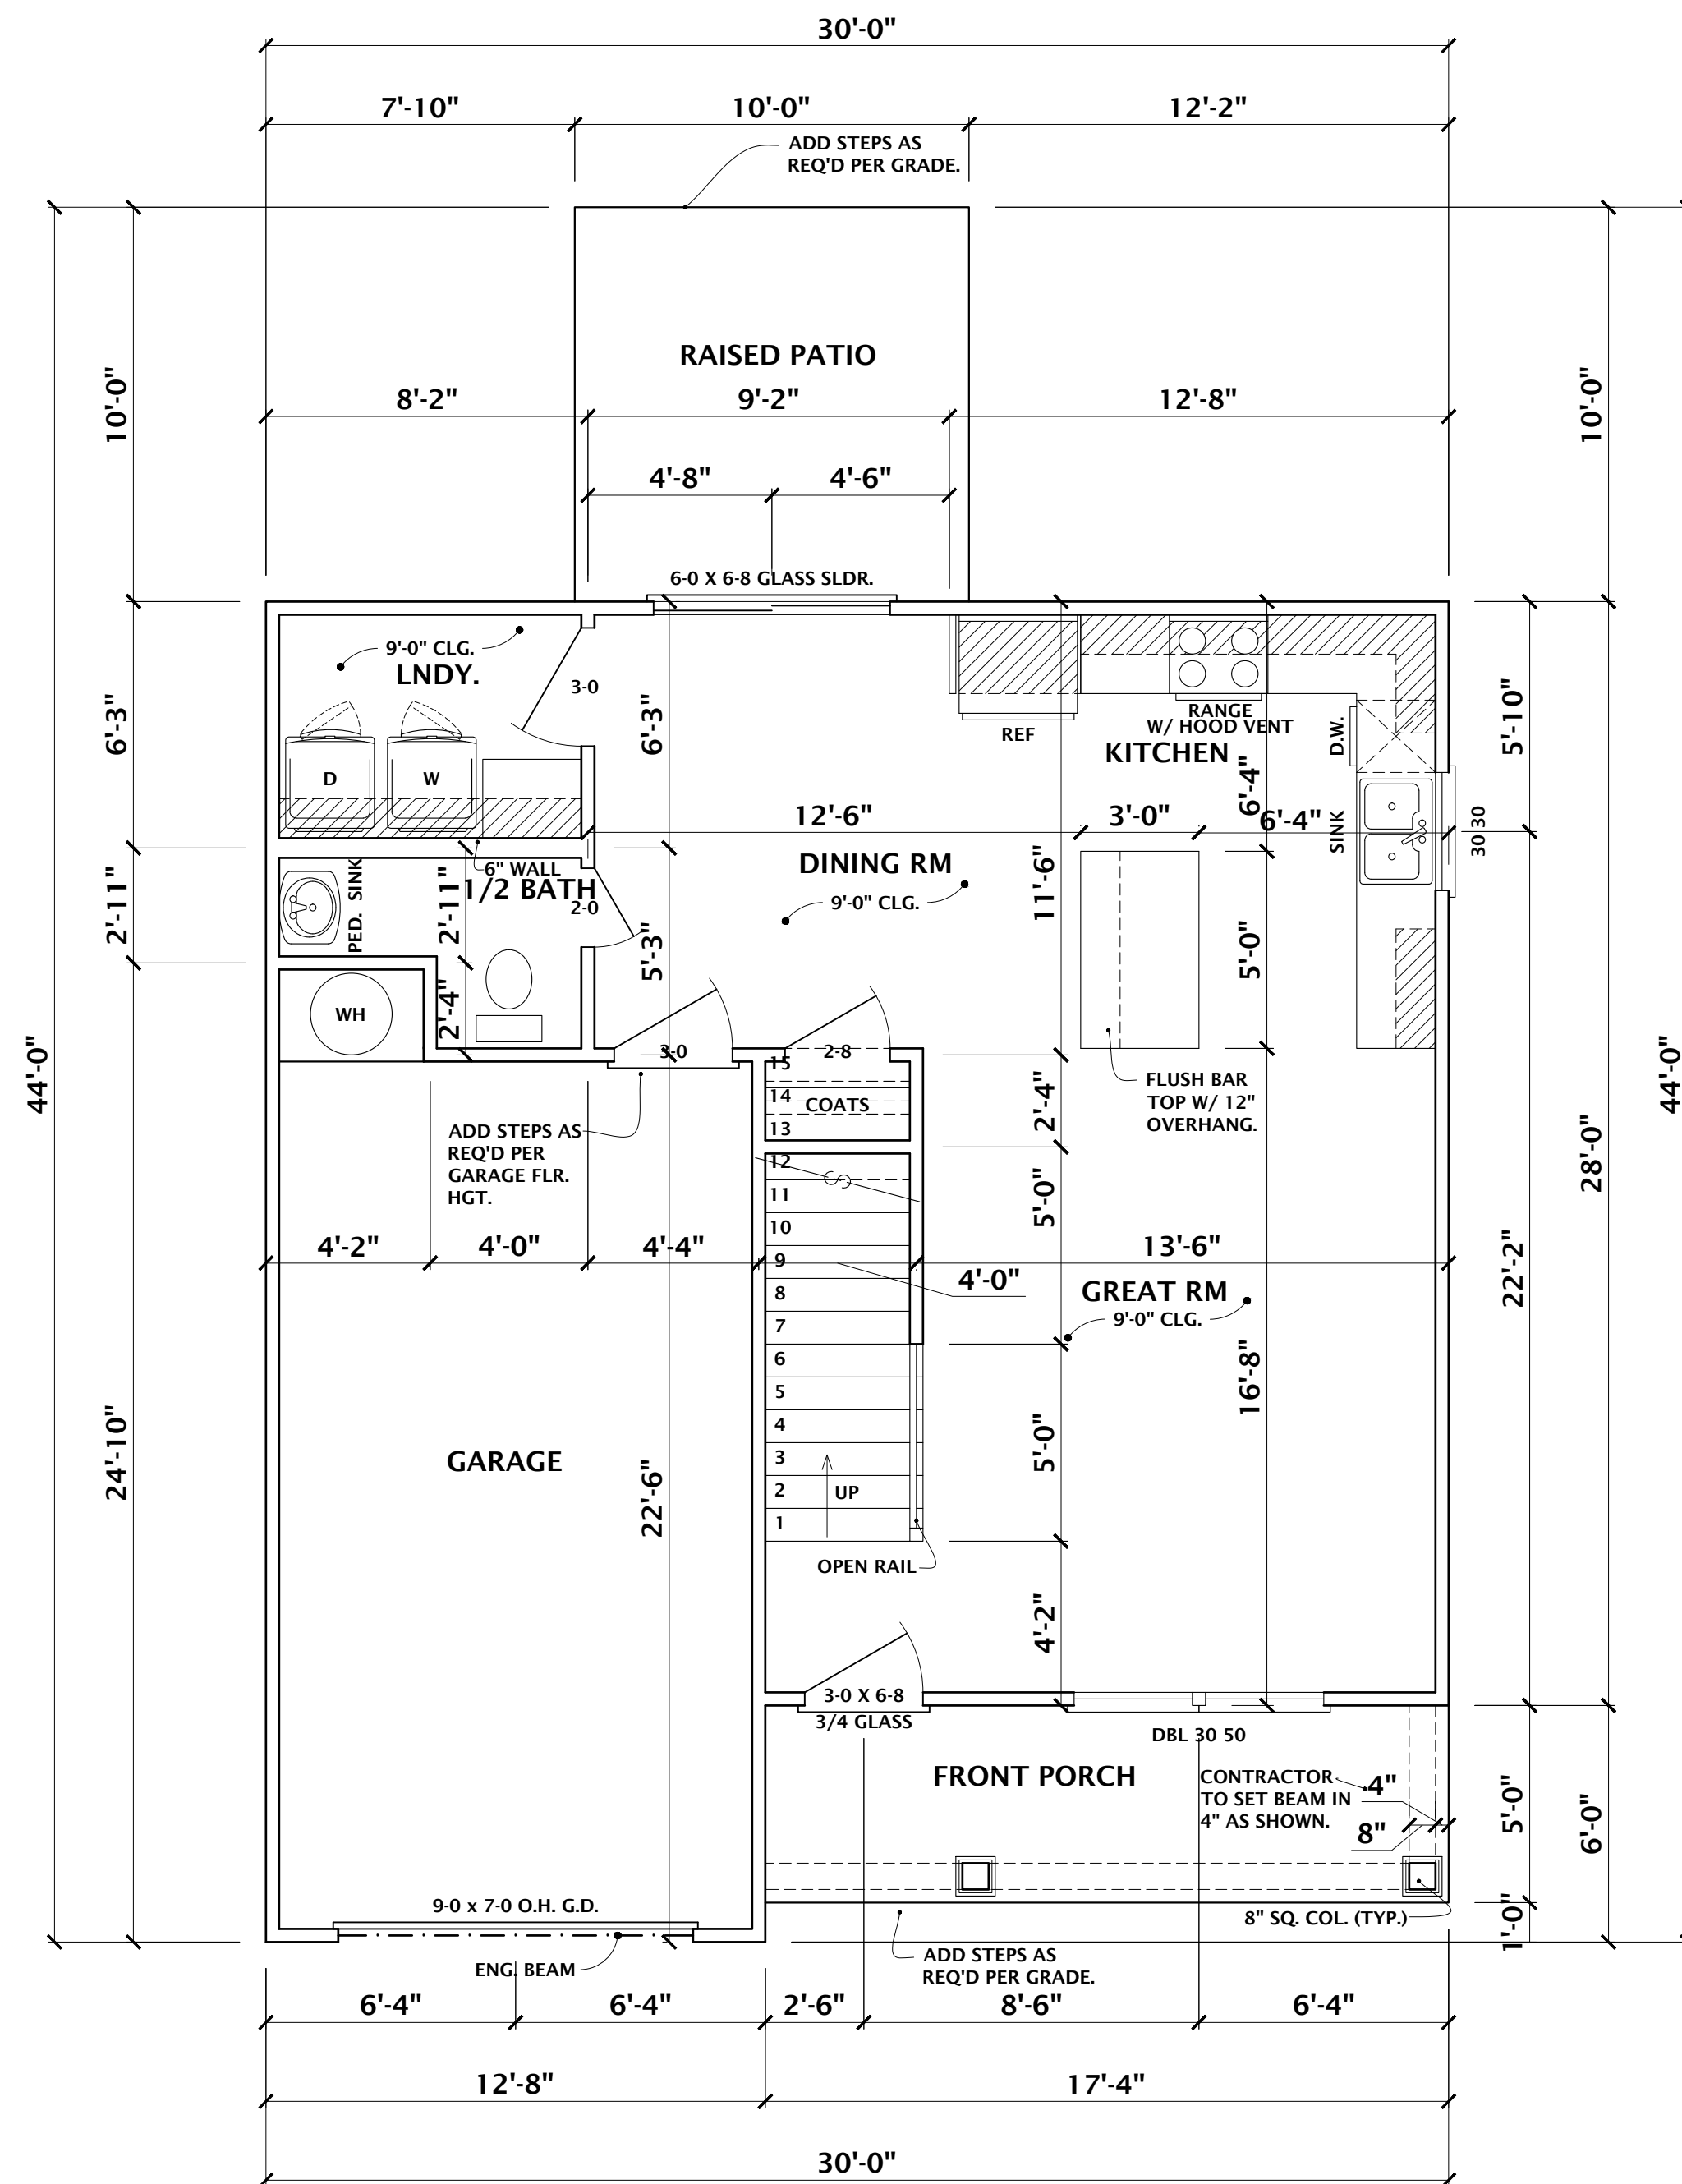 30'-0"
7'-10"
10'-0"
12'-2"
ADD STEPS AS
REQ'D PER GRADE.
RAISED PATIO
10'-0"
10'-0"
8'-2"
9'-2"
12'-8"
4'-8"
4'-6"
6-0 X 6-8 GLASS SLDR.
9'-0" CLG.
LNDY.
3-0
6'-3"
6'-3"
D
W
REF
RANGE
W/ HOOD VENT
KITCHEN
D.W.
5'-10"
6'-4"
12'-6"
3'-0"
6'-4"
SINK
30 30
6" WALL
1/2 BATH
2-0
PED. SINK
2'-11"
2'-11"
DINING RM
9'-0" CLG.
11'-6"
5'-3"
5'-0"
2'-4"
WH
3-0
2-8
44'-0"
44'-0"
15
14
13
COATS
2'-4"
FLUSH BAR
TOP W/ 12"
OVERHANG.
ADD STEPS AS
REQ'D PER
GARAGE FLR.
HGT.
28'-0"
12
11
10
9
8
7
6
5
4
3
2
1
UP
5'-0"
4'-2"
4'-0"
4'-4"
13'-6"
4'-0"
GREAT RM
9'-0" CLG.
22'-2"
16'-8"
24'-10"
GARAGE
22'-6"
5'-0"
OPEN RAIL
4'-2"
3-0 X 6-8
3/4 GLASS
DBL 30 50
FRONT PORCH
CONTRACTOR
TO SET BEAM IN
4" AS SHOWN.
4"
8"
5'-0"
6'-0"
9-0 x 7-0 O.H. G.D.
8" SQ. COL. (TYP.)
1'-0"
ENG. BEAM
ADD STEPS AS
REQ'D PER GRADE.
6'-4"
6'-4"
2'-6"
8'-6"
6'-4"
12'-8"
17'-4"
30'-0"